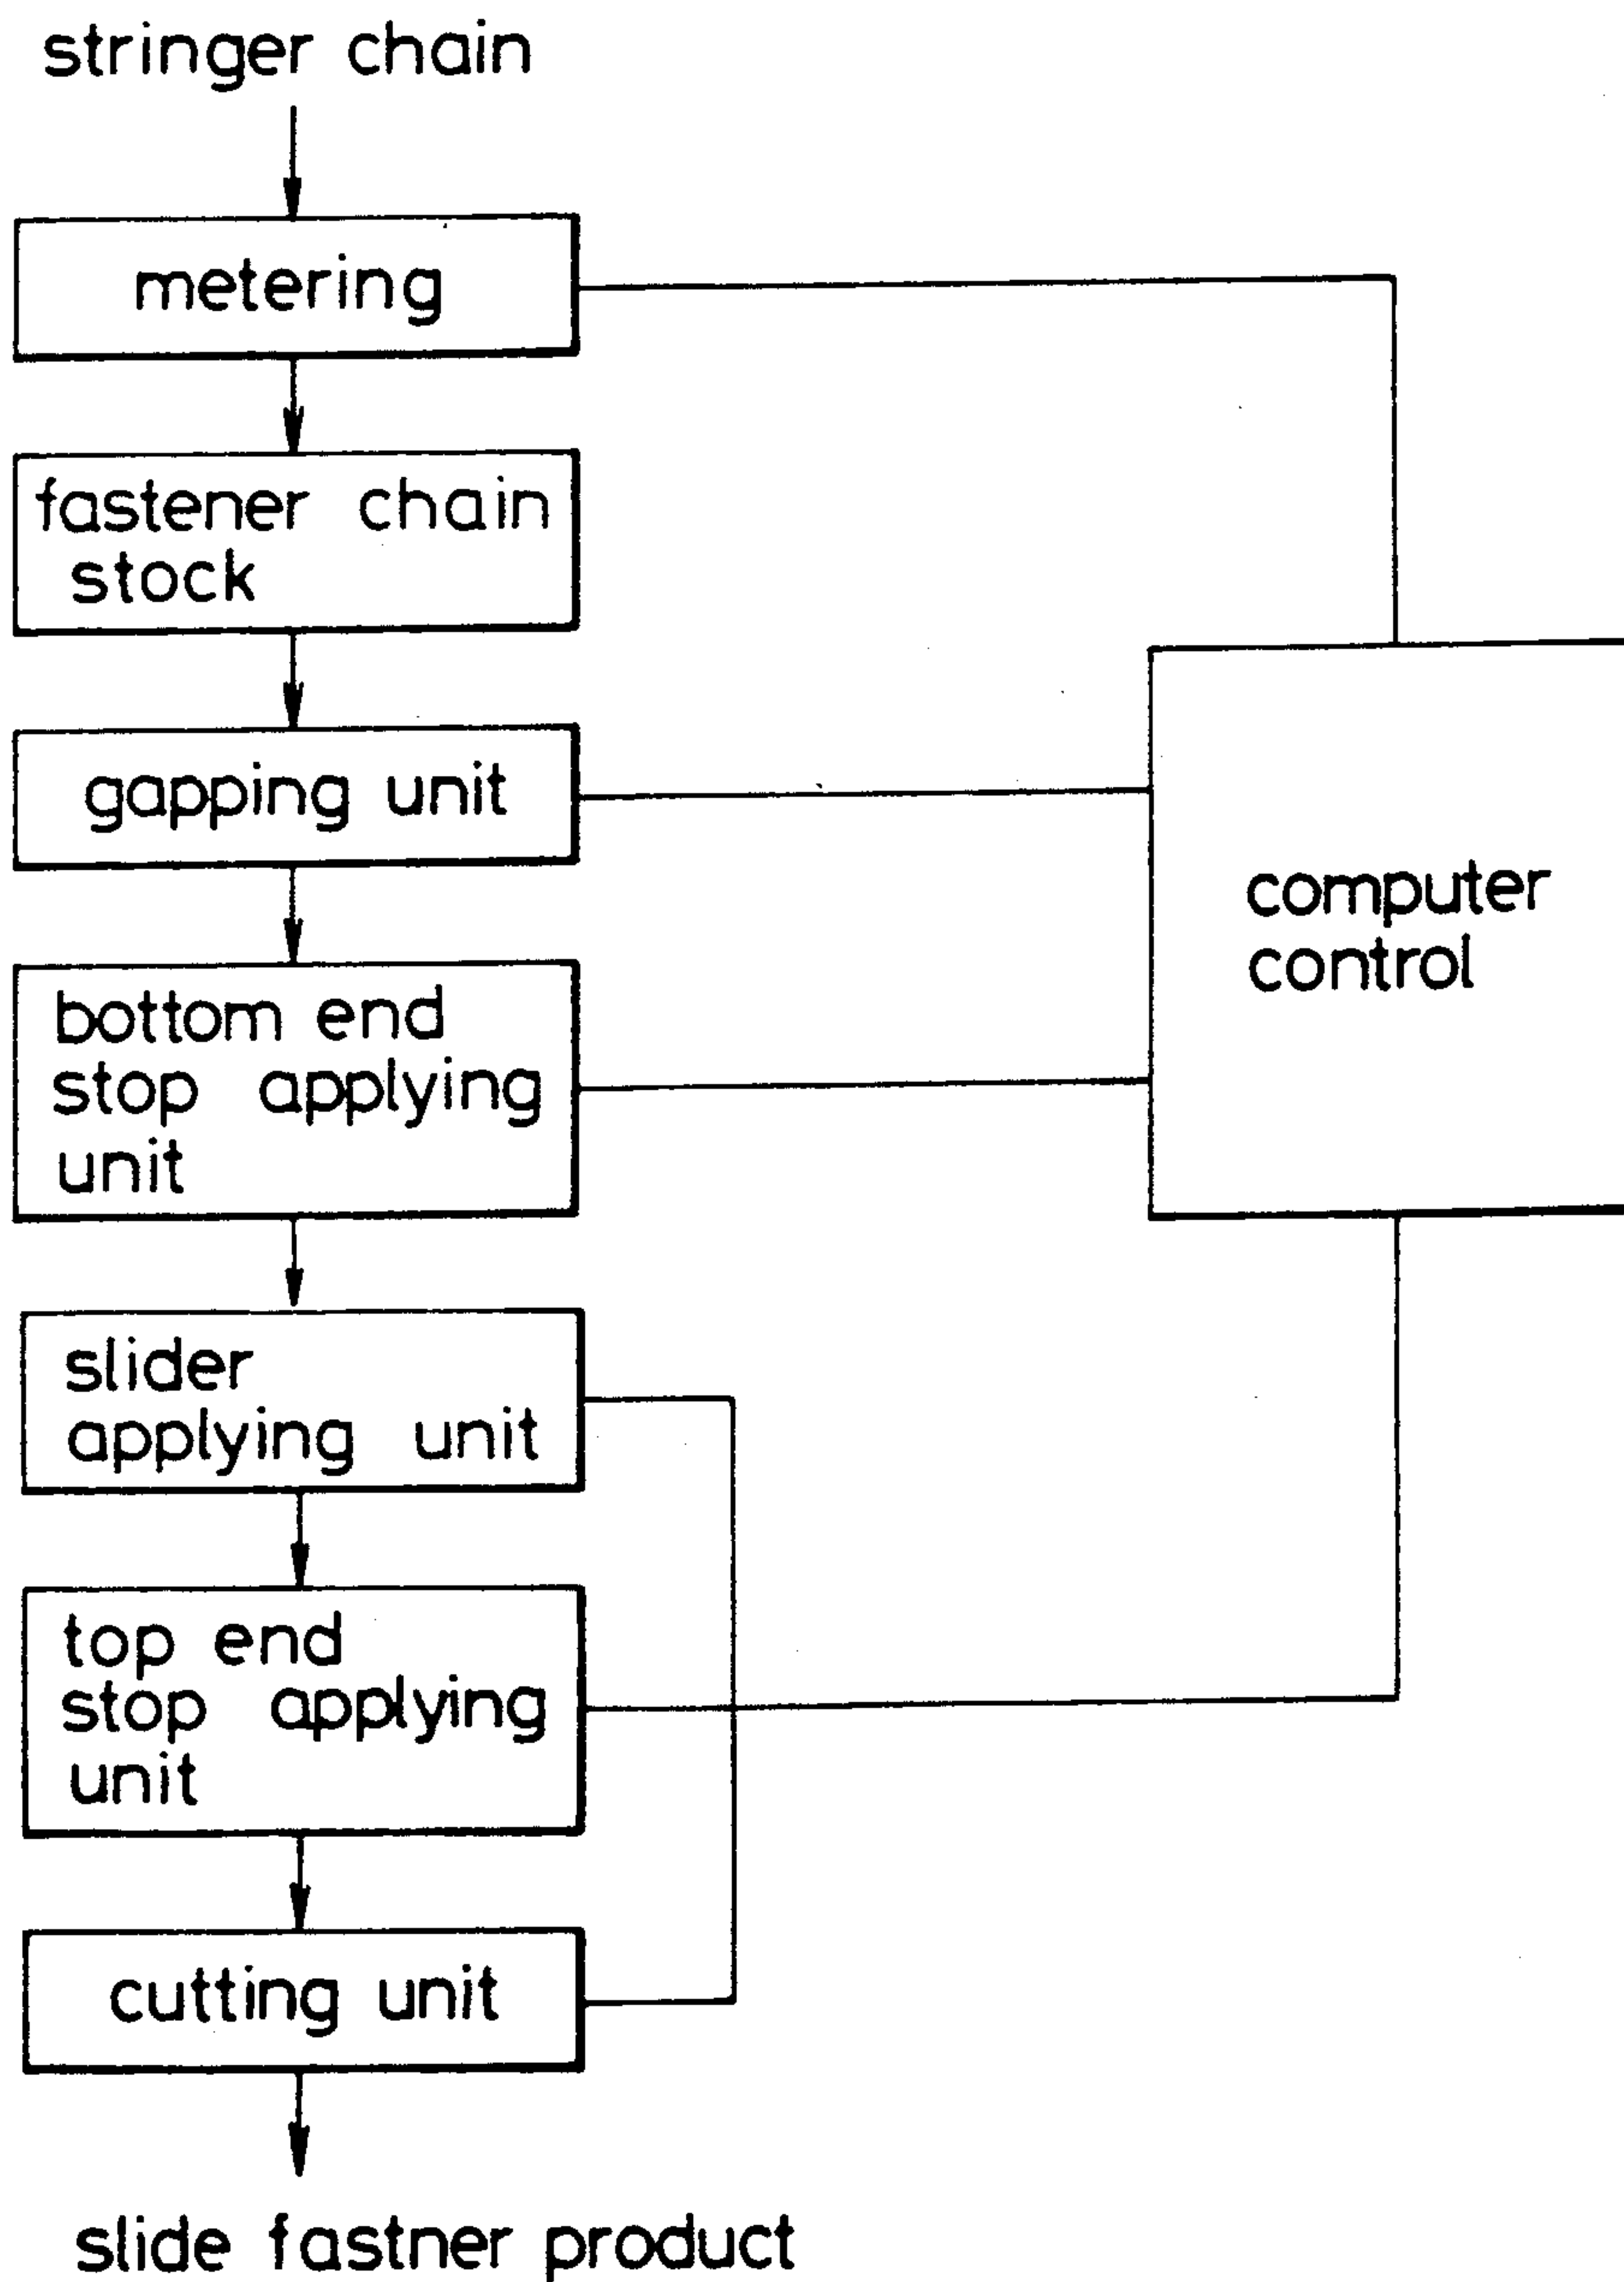 stringer chain
metering
fastener chain
stock
gapping unit
computer
control
bottom end
stop applying
unit
slider
applying unit
top end
stop applying
unit
cutting unit
slide fastner product